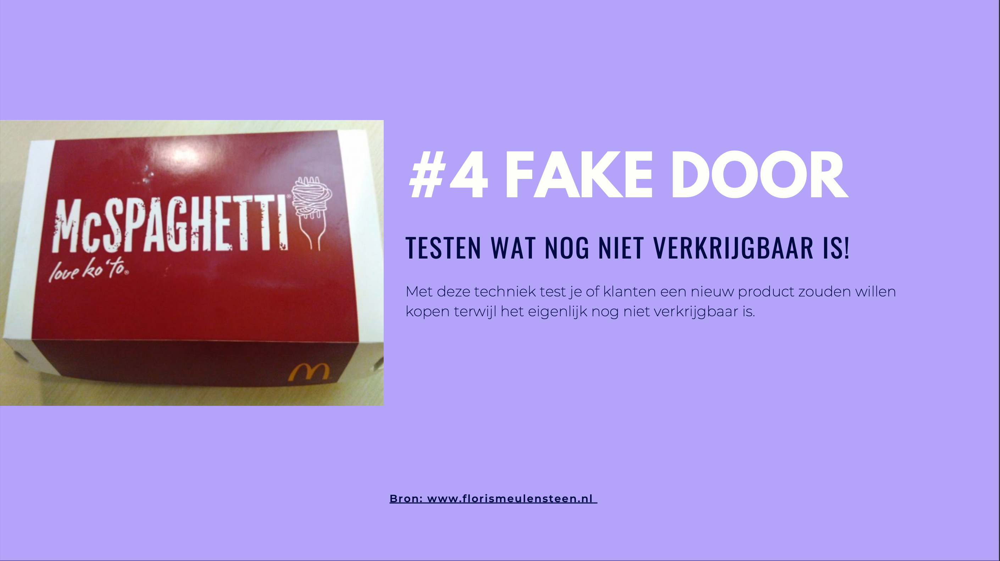 McSPAGHETTI®
love ko'to®
#4 FAKE DOOR
TESTEN WAT NOG NIET VERKRIJGBAAR IS!
Met deze techniek test je of klanten een nieuw product zouden willen
kopen terwijl het eigenlijk nog niet verkrijgbaar is.
Bron: www.florismeulensteen.nl